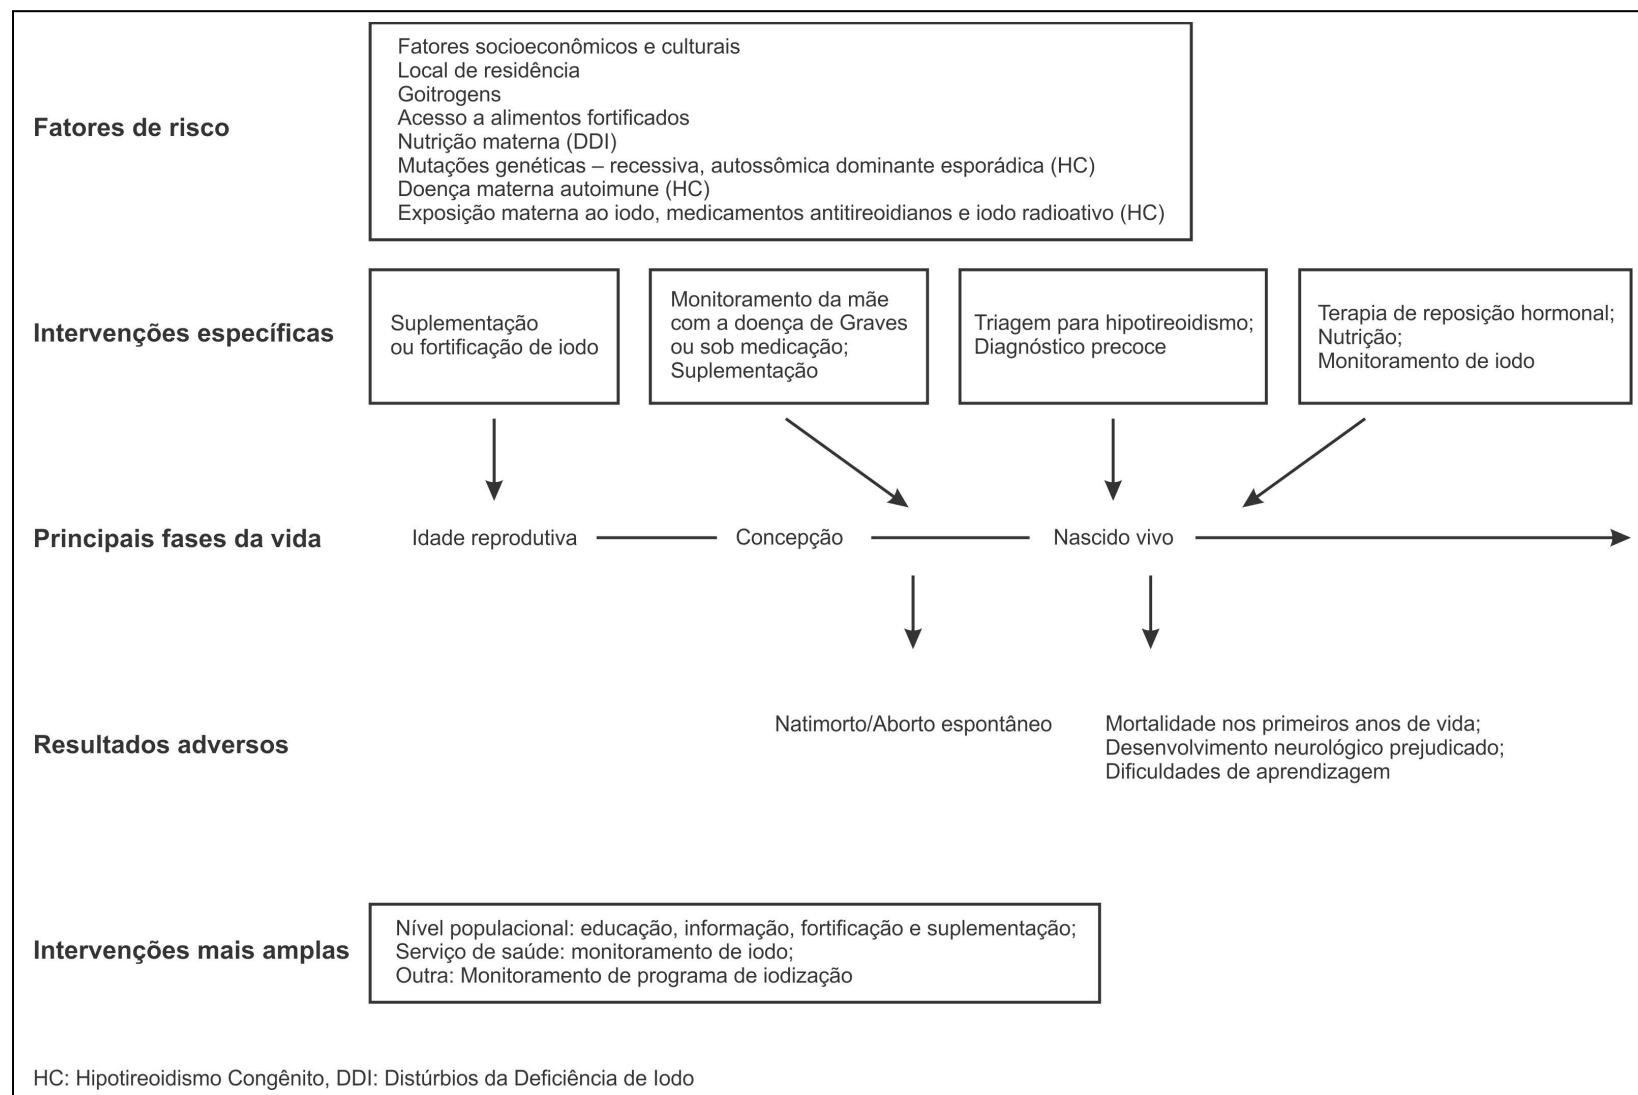 Fatores de risco
Fatores socioeconômicos e culturais
Local de residência
Goitrogens
Acesso a alimentos fortificados
Nutrição materna (DDI)
Mutações genéticas – recessiva, autossômica dominante esporádica (HC)
Doença materna autoimune (HC)
Exposição materna ao iodo, medicamentos antitireoidianos e iodo radioativo (HC)
Intervenções específicas
Suplementação
ou fortificação de iodo
Monitoramento da mãe
com a doença de Graves
ou sob medicação;
Suplementação
Triagem para hipotireoidismo;
Diagnóstico precoce
Terapia de reposição hormonal;
Nutrição;
Monitoramento de iodo
Principais fases da vida
Idade reprodutiva
Concepção
Nascido vivo
Resultados adversos
Natimorto/Aborto espontâneo
Mortalidade nos primeiros anos de vida;
Desenvolvimento neurológico prejudicado;
Dificuldades de aprendizagem
Intervenções mais amplas
Nível populacional: educação, informação, fortificação e suplementação;
Serviço de saúde: monitoramento de iodo;
Outra: Monitoramento de programa de iodização
HC: Hipotireoidismo Congênito, DDI: Distúrbios da Deficiência de Iodo